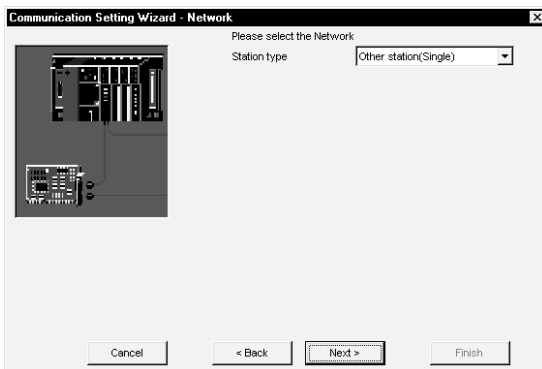 Communication Setting Wizard - Network
Please select the Network
Station type Other station(Single)
Cancel < Back Next > Finish